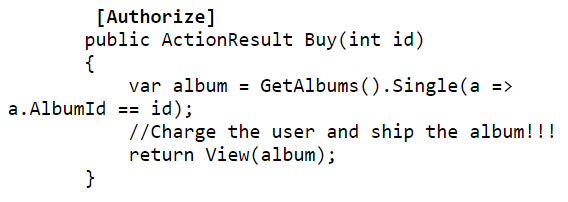 [Authorize]
public ActionResult Buy(int id)
{
var album = GetAlbums().Single(a =>
a.AlbumId == id);
//Charge the user and ship the album!!!
return View(album);
}